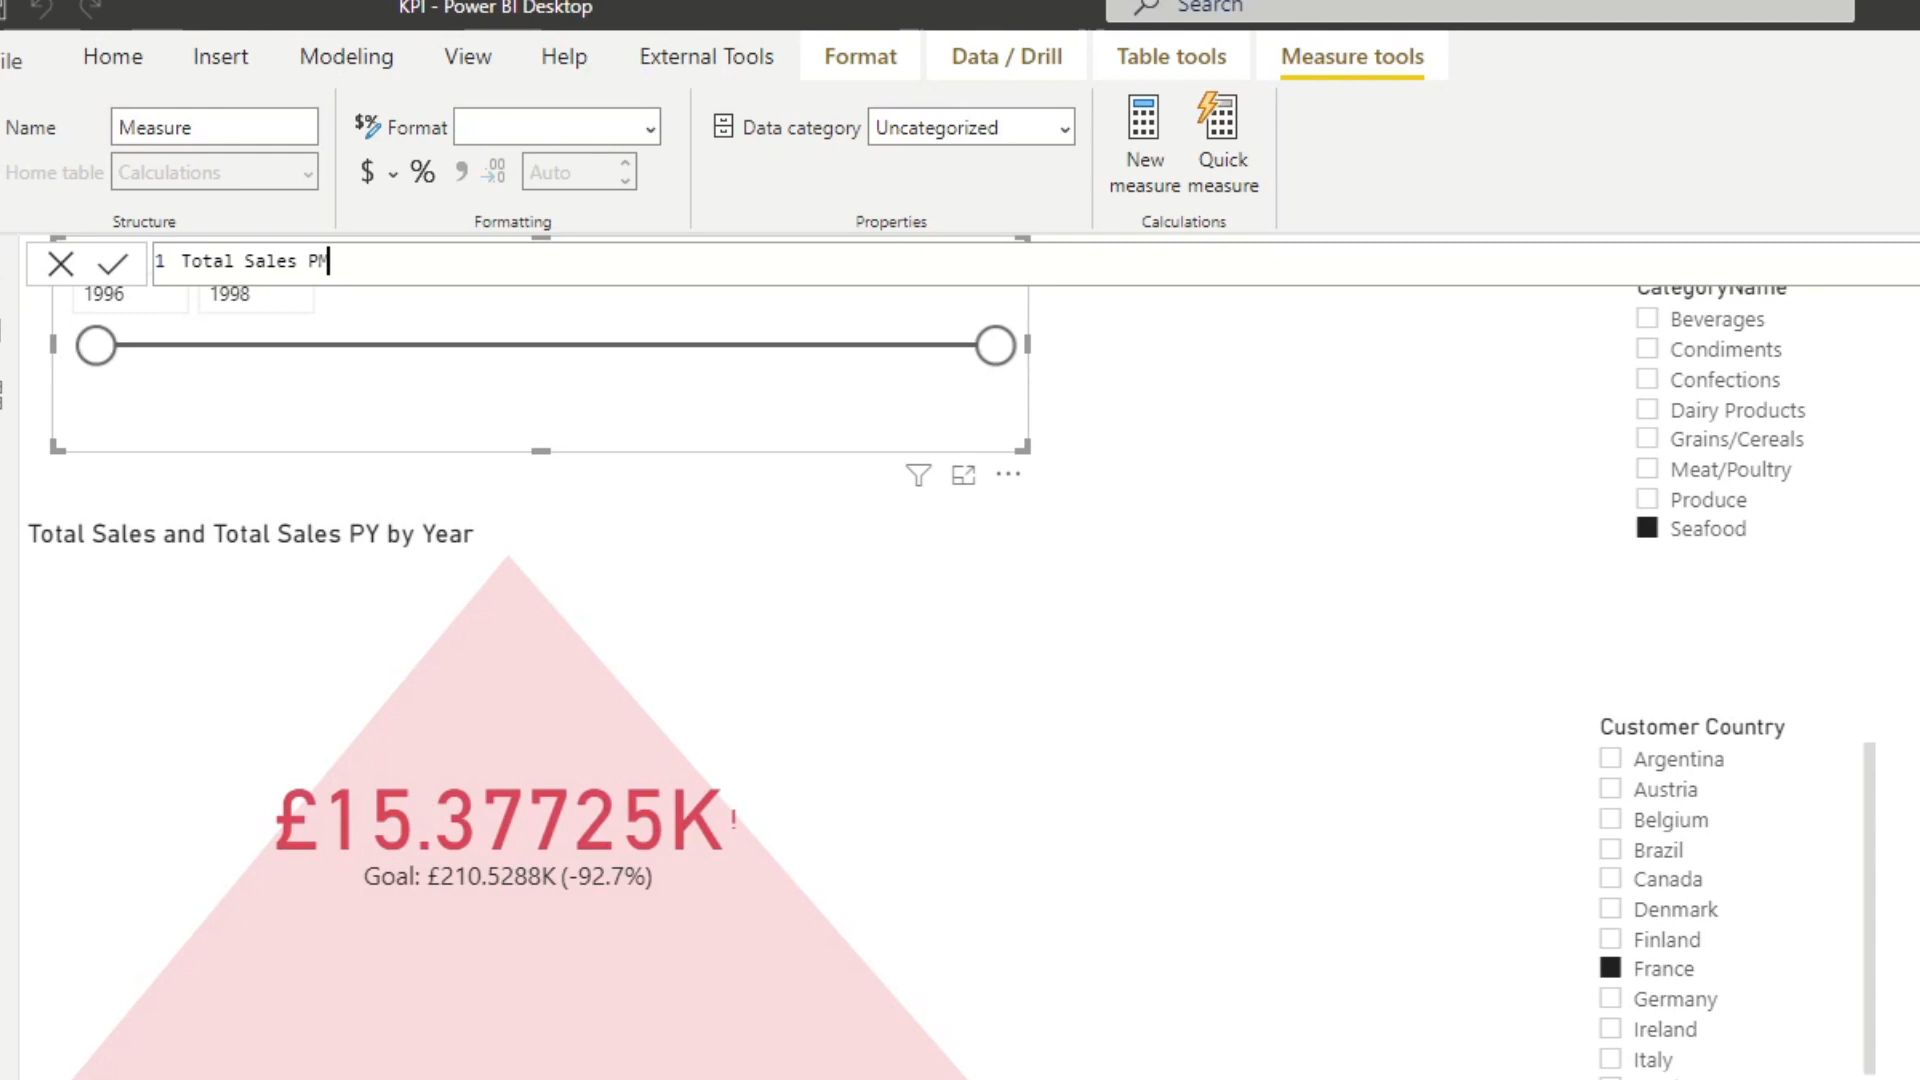 KPI - Power BI Desktop
Search
ile Home Insert Modeling View Help External Tools Format Data / Drill Table tools Measure tools
Name Measure
$% Format
Data category Uncategorized
Home table Calculations
$ % 9 .00 →.0 Auto
New measure
Quick measure
Structure
Formatting
Properties
Calculations
1 Total Sales PM
1996 1998
CategoryName
Beverages
Condiments
Confections
Dairy Products
Grains/Cereals
Meat/Poultry
Produce
Seafood
Total Sales and Total Sales PY by Year
£15.37725K!
Goal: £210.5288K (-92.7%)
Customer Country
Argentina
Austria
Belgium
Brazil
Canada
Denmark
Finland
France
Germany
Ireland
Italy